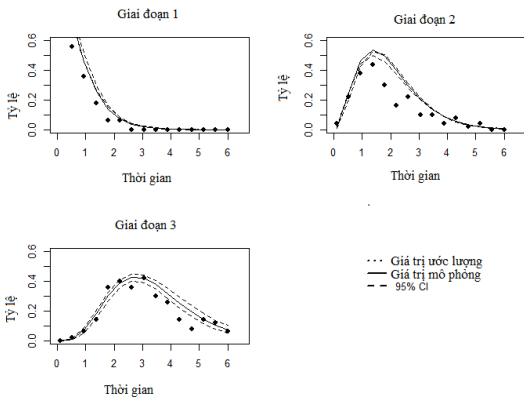 Giai đoạn 1
Tỷ lệ
0.0 0.2 0.4 0.6
0 1 2 3 4 5 6
Thời gian
Giai đoạn 2
Tỷ lệ
0.0 0.2 0.4 0.6
0 1 2 3 4 5 6
Thời gian
Giai đoạn 3
Tỷ lệ
0.0 0.2 0.4 0.6
0 1 2 3 4 5 6
Thời gian
Giá trị ước lượng
Giá trị mô phỏng
95% CI